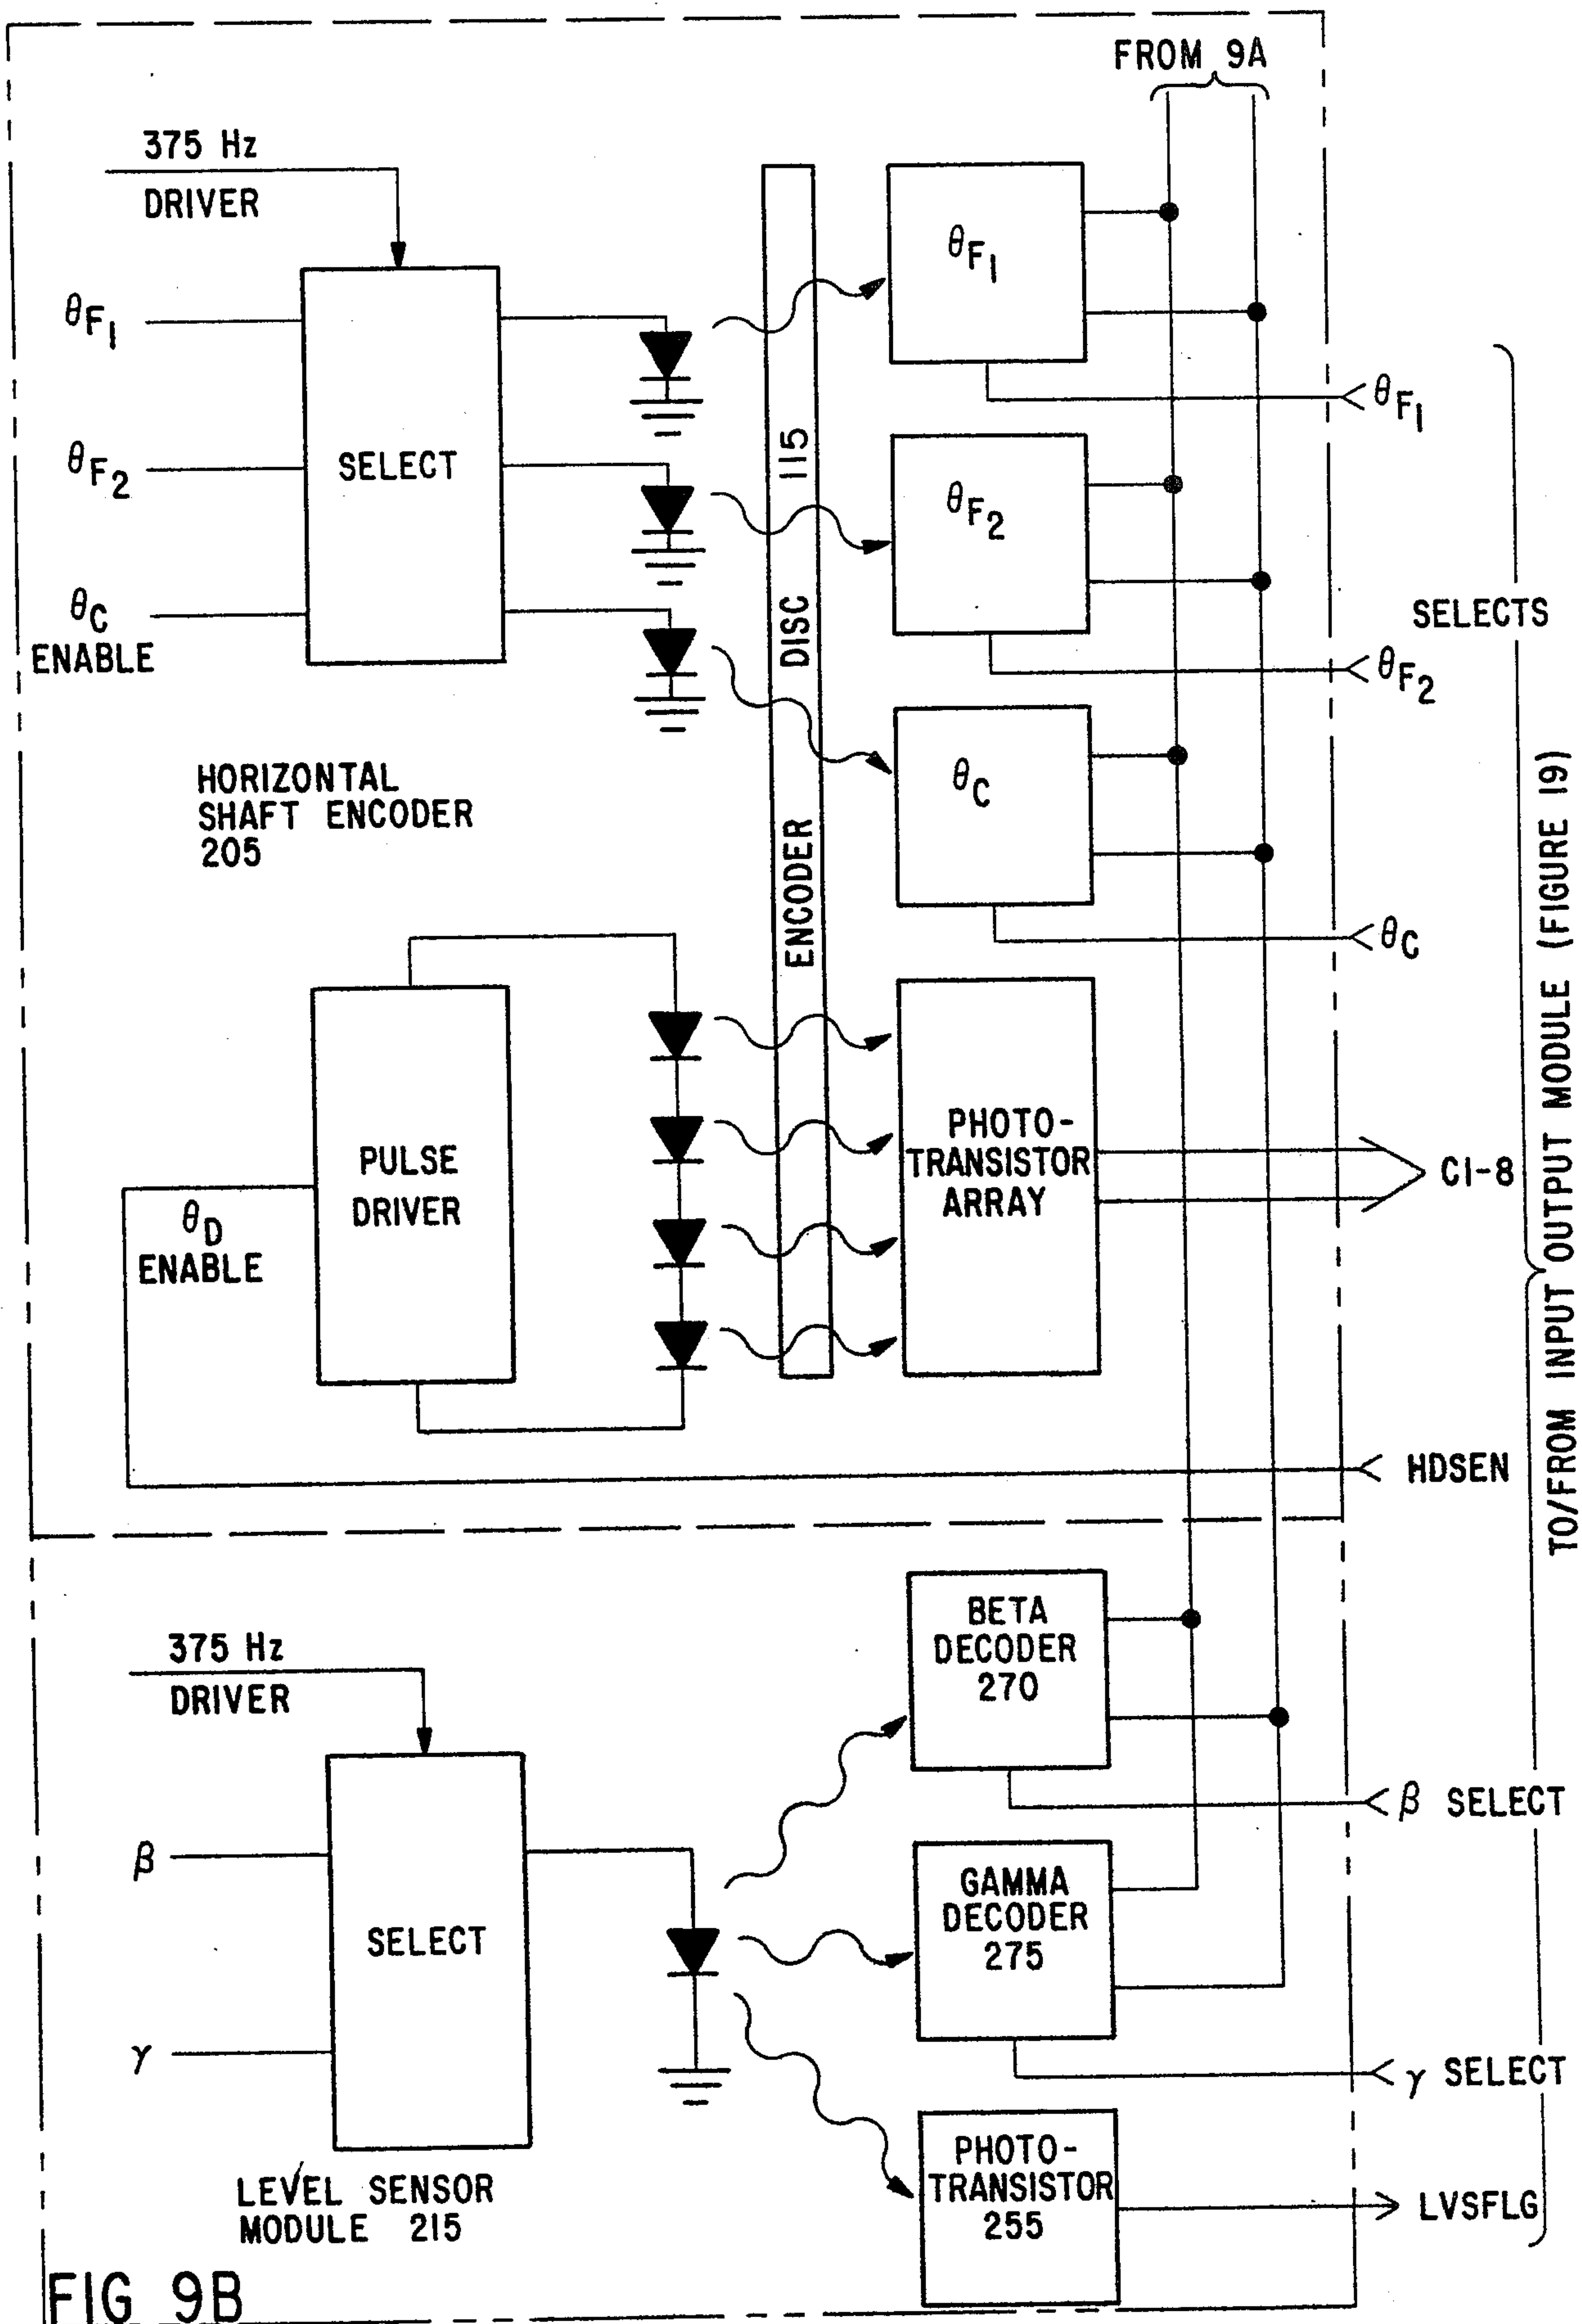 FROM 9A
375 Hz
DRIVER
θF1
θF2
θC
ENABLE
SELECT
HORIZONTAL
SHAFT ENCODER
205
ENCODER DISC 115
θF1
θF2
θC
θF1
SELECTS
θF2
θC
PULSE
DRIVER
θD
ENABLE
PHOTO-
TRANSISTOR
ARRAY
C1-8
HDSEN
TO/FROM INPUT OUTPUT MODULE (FIGURE 19)
375 Hz
DRIVER
β
γ
SELECT
LEVEL SENSOR
MODULE 215
BETA
DECODER
270
β SELECT
GAMMA
DECODER
275
γ SELECT
PHOTO-
TRANSISTOR
255
LVSFLG
FIG 9B